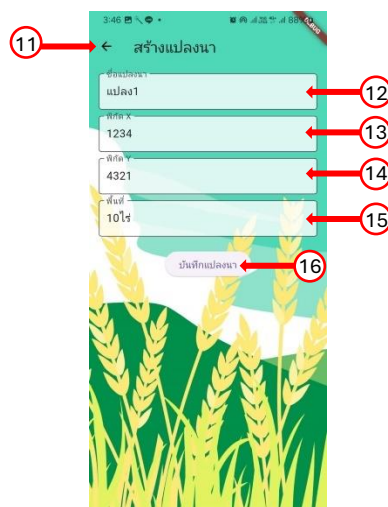 3:46
88
BUG
11
← สร้างแปลงนา
ชื่อแปลงนา
แปลง1
12
พิกัด X
1234
13
พิกัด Y
4321
14
พื้นที่
10ไร่
15
บันทึกแปลงนา
16